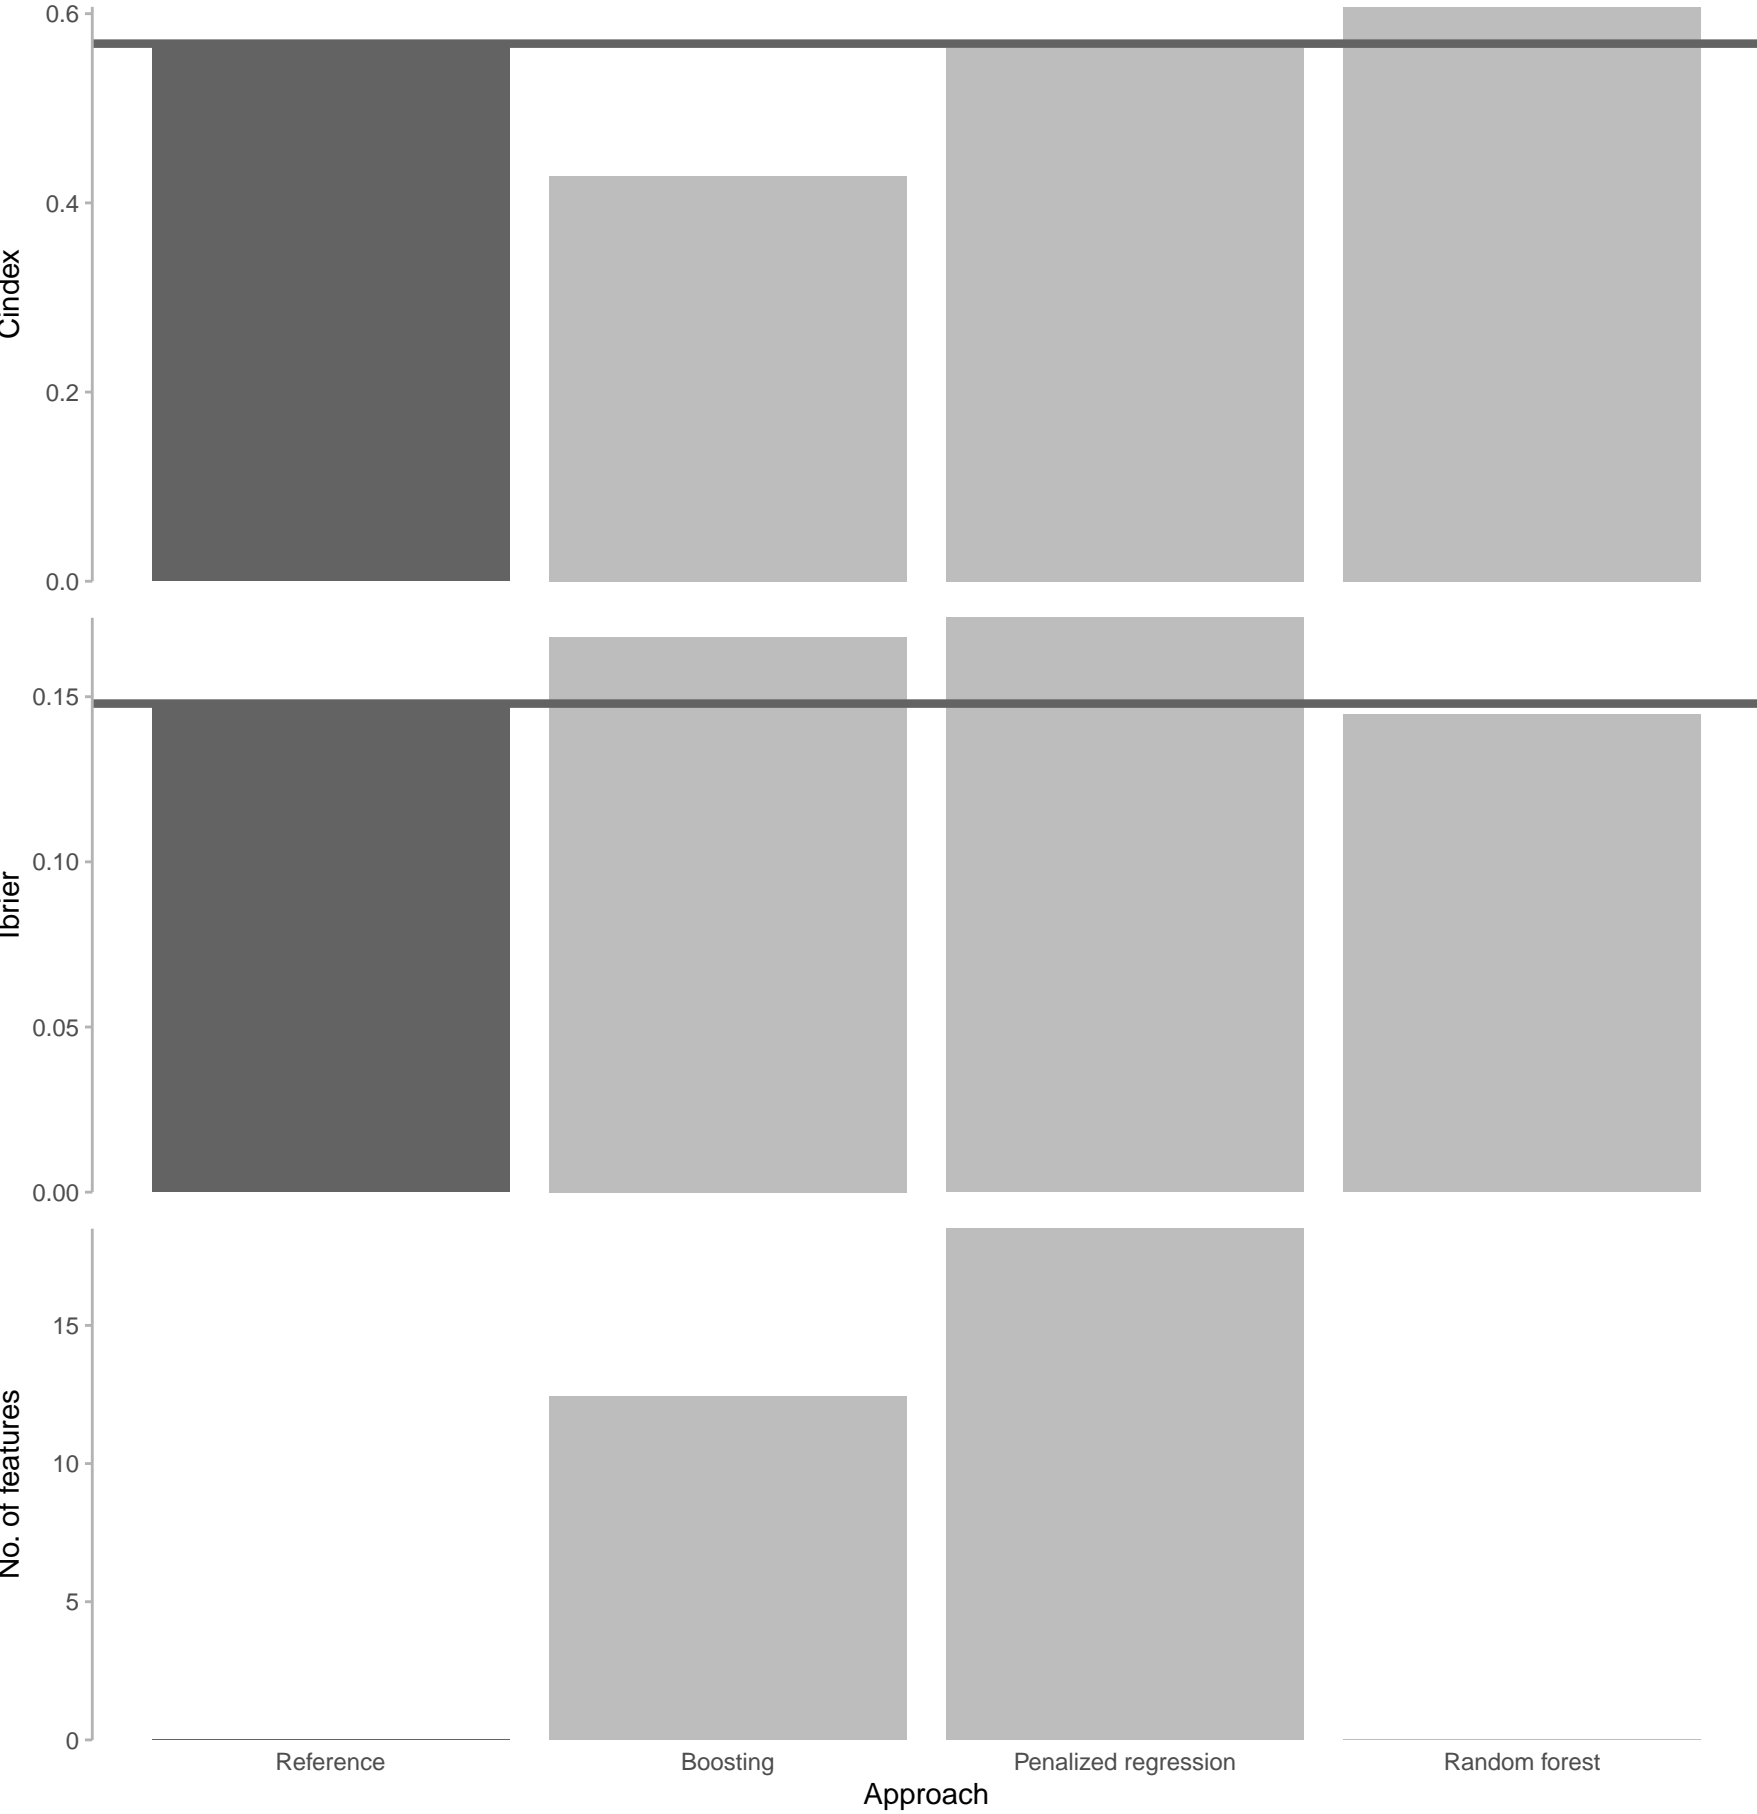 Cindex
0.6
0.4
0.2
0.0
Ibrier
0.15
0.10
0.05
0.00
No. of features
15
10
5
0
Reference
Boosting
Penalized regression
Random forest
Approach